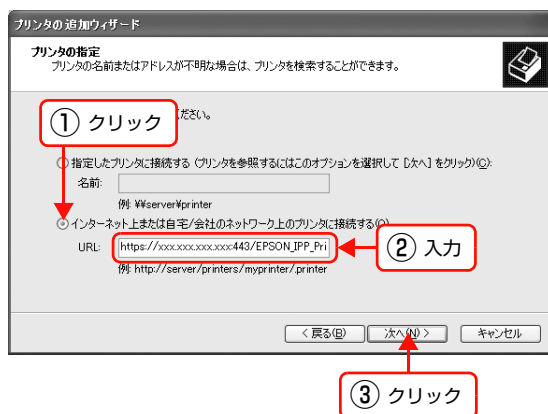 プリンタの追加ウィザード
プリンタの指定
プリンタの名前またはアドレスが不明な場合は、プリンタを検索することができます。
ださい。
① クリック
指定したプリンタに接続する (プリンタを参照するにはこのオプションを選択して [次へ] をクリック)(C):
名前:
例: ¥¥server¥printer
インターネット上または自宅/会社のネットワーク上のプリンタに接続する(O):
URL: https://xxx.xxx.xxx.xxx:443/EPSON_IPP_Pri
② 入力
例: http://server/printers/myprinter/.printer
< 戻る(B) 次へ(N) > キャンセル
③ クリック